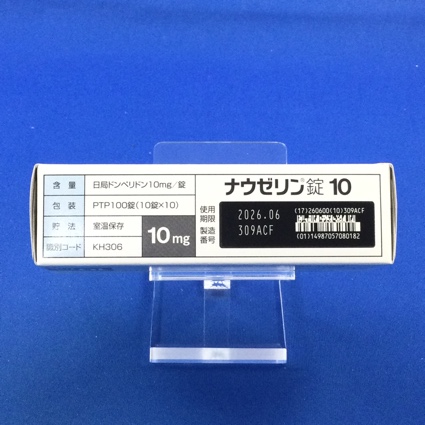 含 量 日局ドンペリドン10mg/錠
包 装 PTP100錠(10錠×10)
貯 法 室温保存
識別コード KH306
10mg
ナウゼリン®錠10
使用期限 2026.06
製造番号 309ACF
(17)260600(10)309ACF
(01)14987057080182